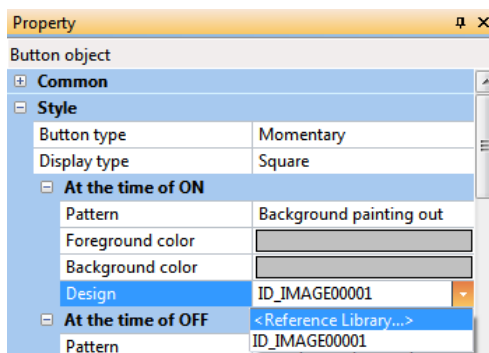 Property
Button object
Common
Style
Button type Momentary
Display type Square
At the time of ON
Pattern Background painting out
Foreground color
Background color
Design ID_IMAGE00001
At the time of OFF <Reference Library...>
Pattern ID_IMAGE00001